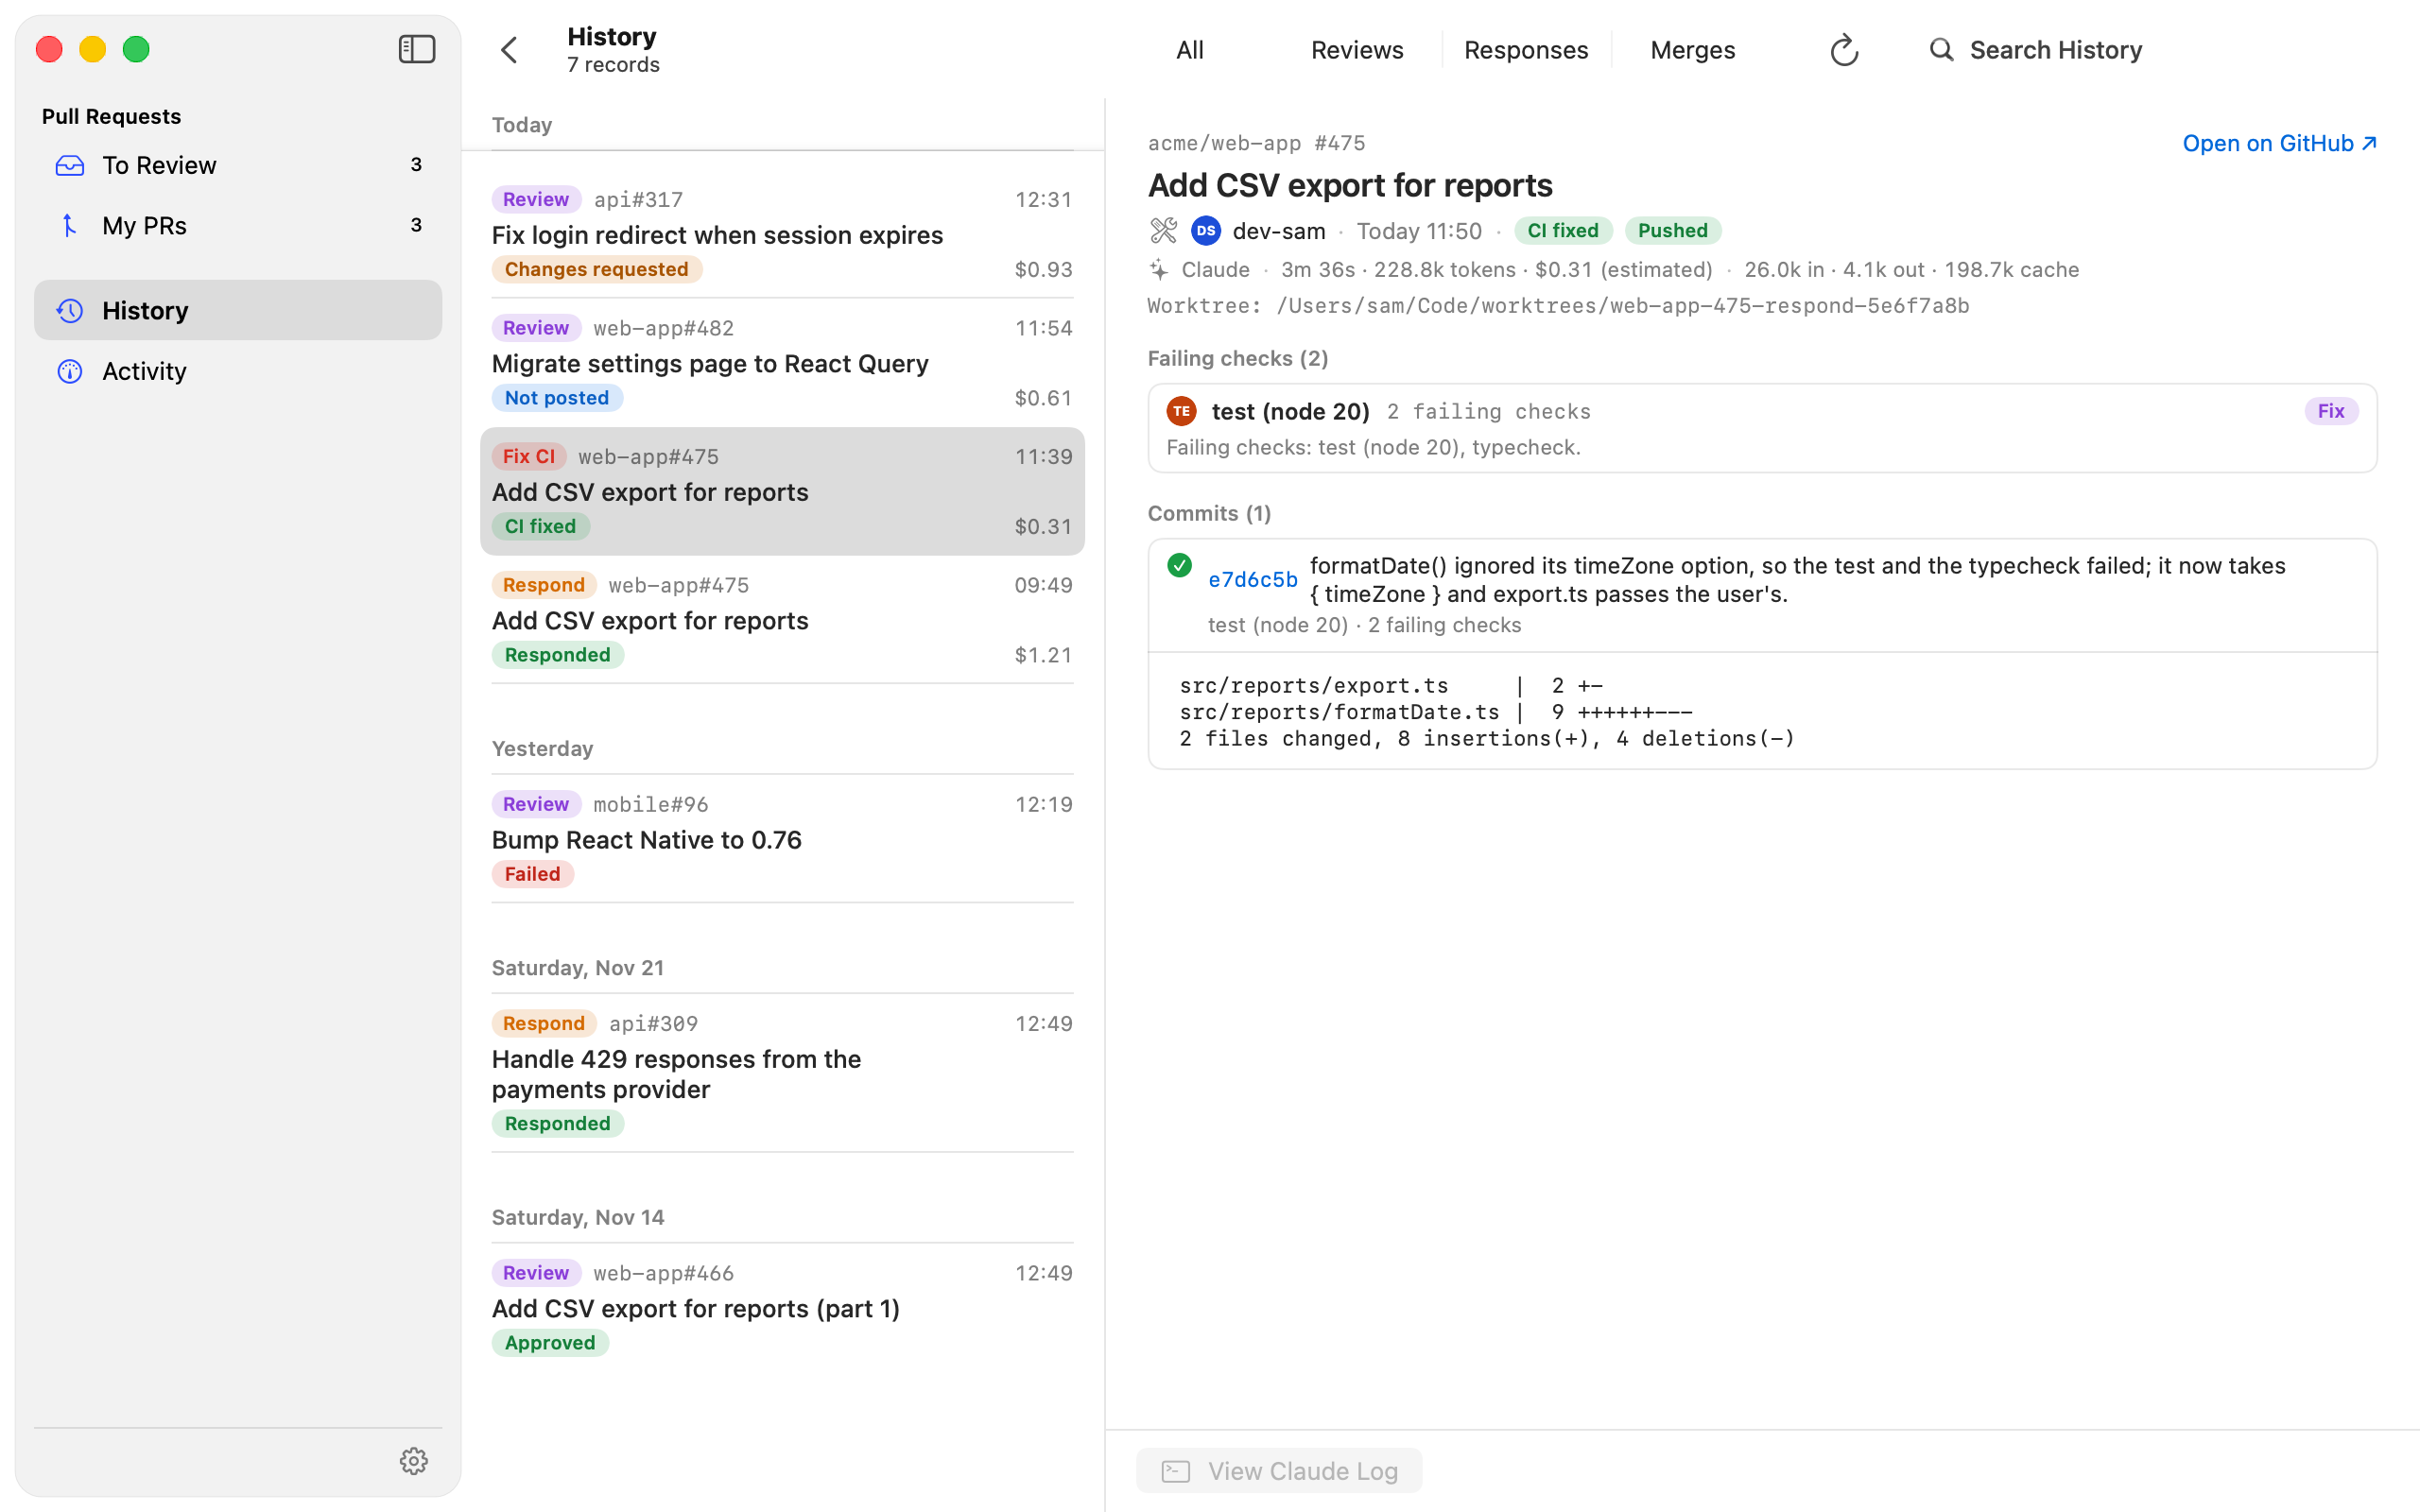 Pull Requests
To Review 3
My PRs 3
History
Activity
History
7 records
All Reviews Responses Merges Search History
Today
Review api#317 12:31
Fix login redirect when session expires
Changes requested $0.93
Review web-app#482 11:54
Migrate settings page to React Query
Not posted $0.61
Fix CI web-app#475 11:39
Add CSV export for reports
CI fixed $0.31
Respond web-app#475 09:49
Add CSV export for reports
Responded $1.21
Yesterday
Review mobile#96 12:19
Bump React Native to 0.76
Failed
Saturday, Nov 21
Respond api#309 12:49
Handle 429 responses from the
payments provider
Responded
Saturday, Nov 14
Review web-app#466 12:49
Add CSV export for reports (part 1)
Approved
acme/web-app #475 Open on GitHub ↗
Add CSV export for reports
DS dev-sam · Today 11:50 · CI fixed Pushed
Claude · 3m 36s · 228.8k tokens · $0.31 (estimated) · 26.0k in · 4.1k out · 198.7k cache
Worktree: /Users/sam/Code/worktrees/web-app-475-respond-5e6f7a8b
Failing checks (2)
TE test (node 20) 2 failing checks Fix
Failing checks: test (node 20), typecheck.
Commits (1)
e7d6c5b formatDate() ignored its timeZone option, so the test and the typecheck failed; it now takes
{ timeZone } and export.ts passes the user's.
test (node 20) · 2 failing checks
src/reports/export.ts | 2 +-
src/reports/formatDate.ts | 9 ++++++---
2 files changed, 8 insertions(+), 4 deletions(-)
View Claude Log